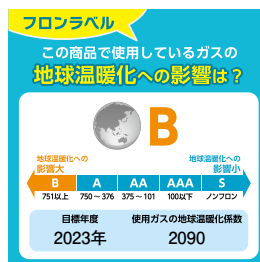 フロンラベル
この商品で使用しているガスの
地球温暖化への影響は？
B
地球温暖化への
影響大
地球温暖化への
影響小
B A AA AAA S
751以上 750～376 375～101 100以下 ノンフロン
目標年度
2023年
使用ガスの地球温暖化係数
2090